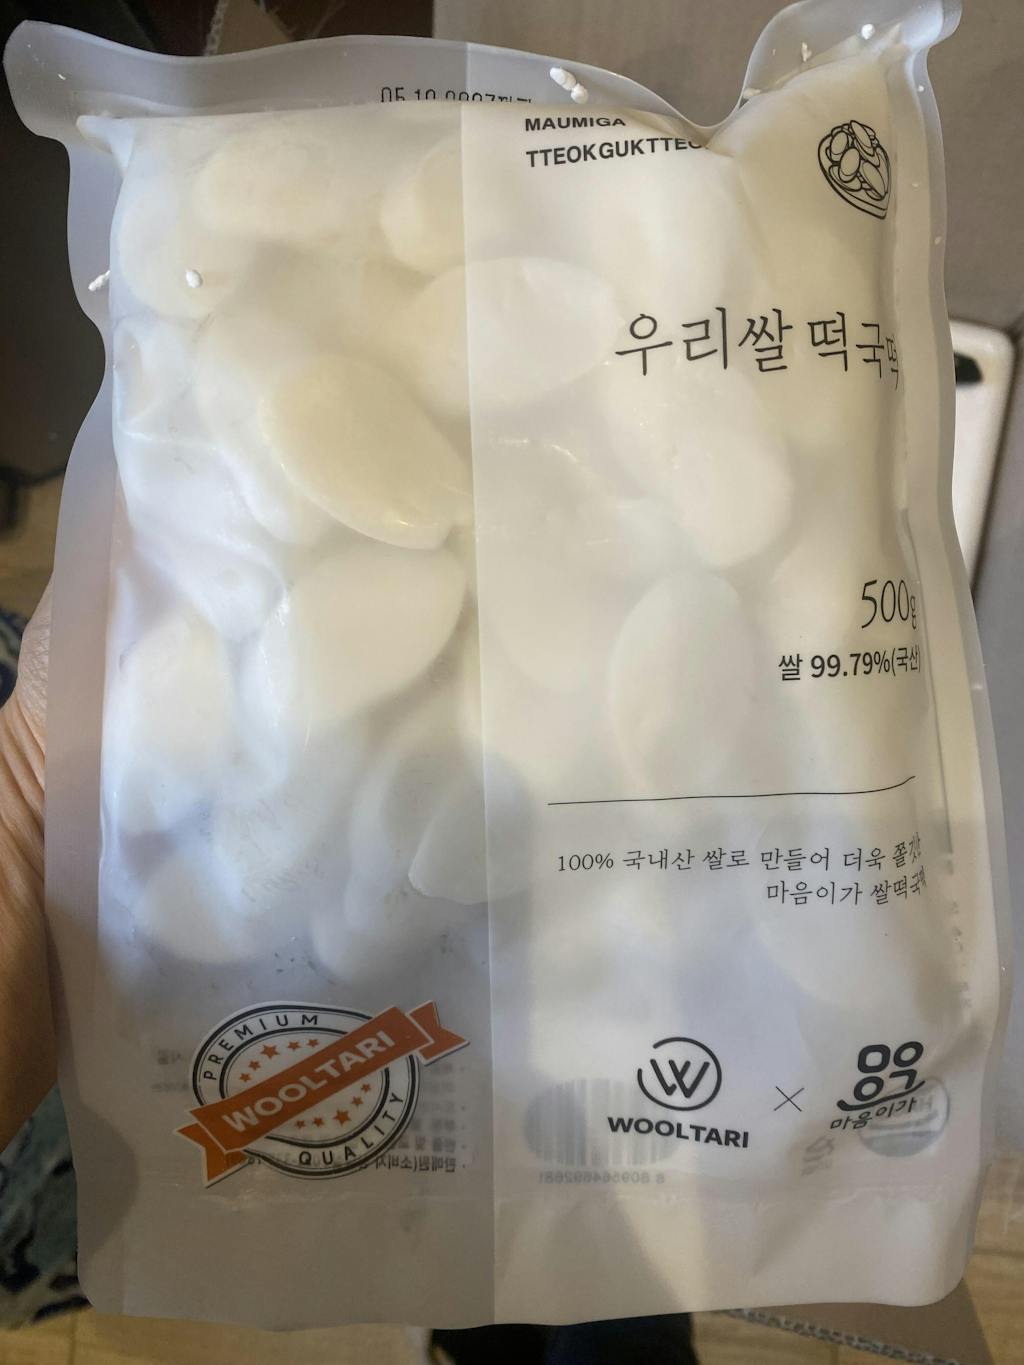 MAUMIGA
우리쌀 떡국떡
500g
쌀 99.79%(국산)
100% 국내산 쌀로 만들어 더욱
마음이가 쌀떡국떡
PREMIUM
WOOLTARI
QUALITY
W
WOOLTARI
×
마음이가